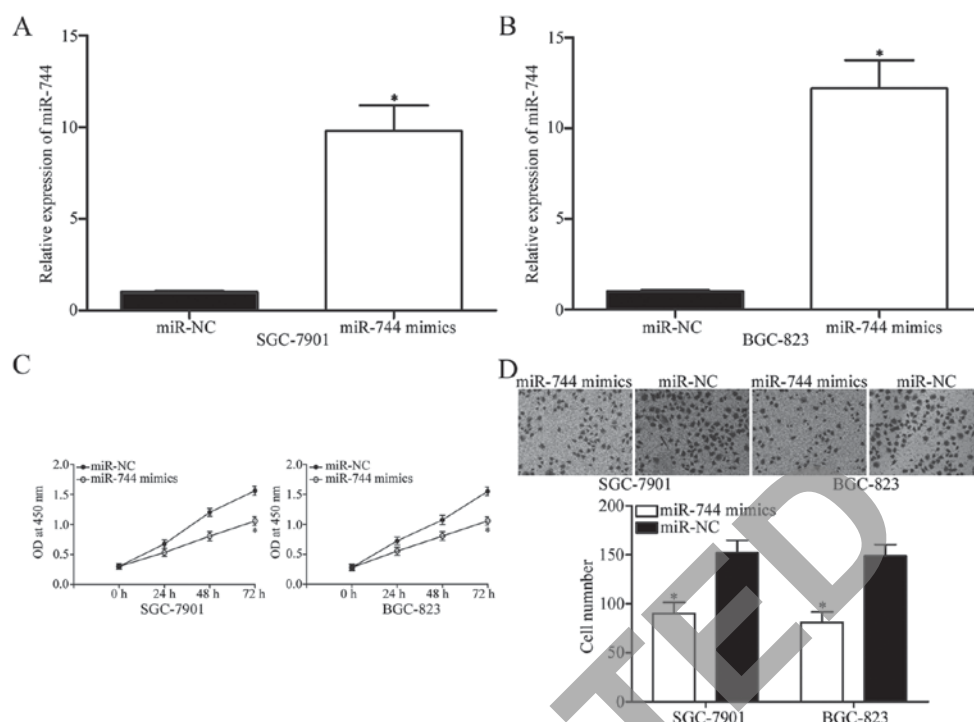 A
Relative expression of miR-744
15
10
5
0
*
miR-NC
miR-744 mimics
SGC-7901
B
Relative expression of miR-744
15
10
5
0
*
miR-NC
miR-744 mimics
BGC-823
C
OD at 450 nm
2.0
1.5
1.0
0.5
0.0
miR-NC
miR-744 mimics
*
0 h 24 h 48 h 72 h
SGC-7901
OD at 450 nm
2.0
1.5
1.0
0.5
0.0
miR-NC
miR-744 mimics
*
0 h 24 h 48 h 72 h
BGC-823
D
miR-744 mimics miR-NC miR-744 mimics miR-NC
SGC-7901 BGC-823
Cell numnber
200
150
100
50
0
miR-744 mimics
miR-NC
* *
SGC-7901 BGC-823
TED